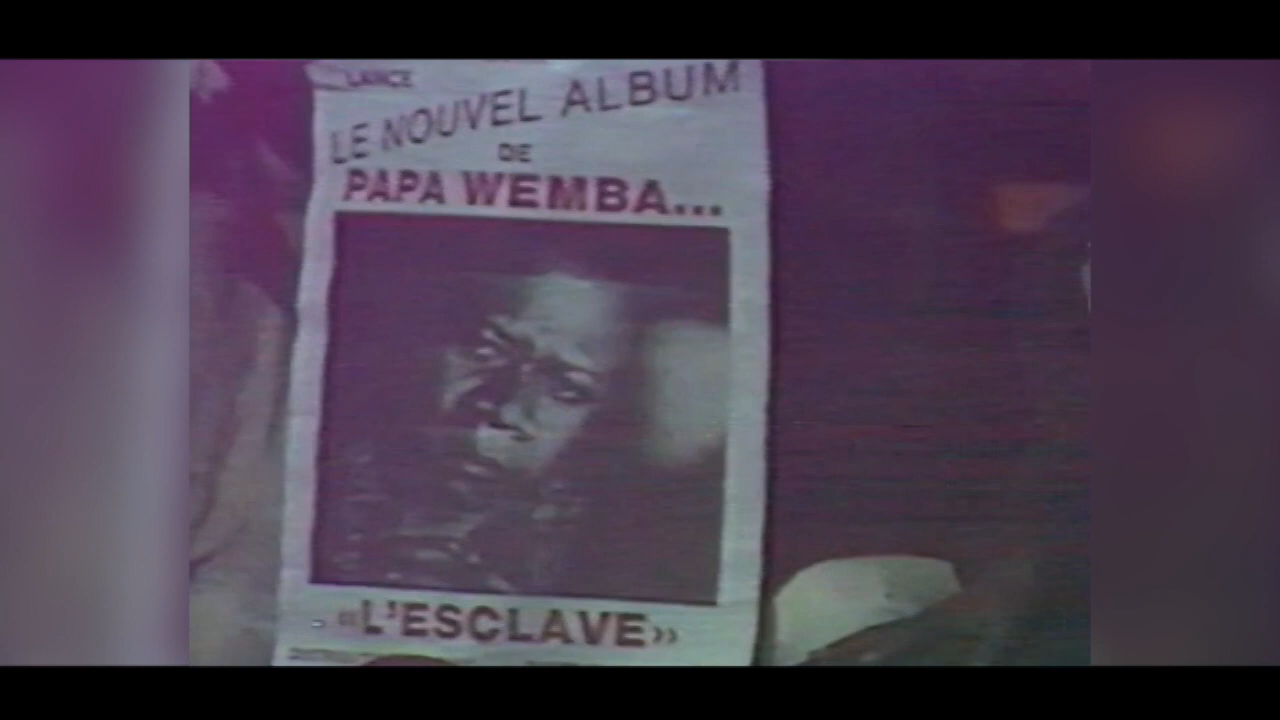 LANCE
LE NOUVEL ALBUM
DE
PAPA WEMBA...
«L'ESCLAVE»